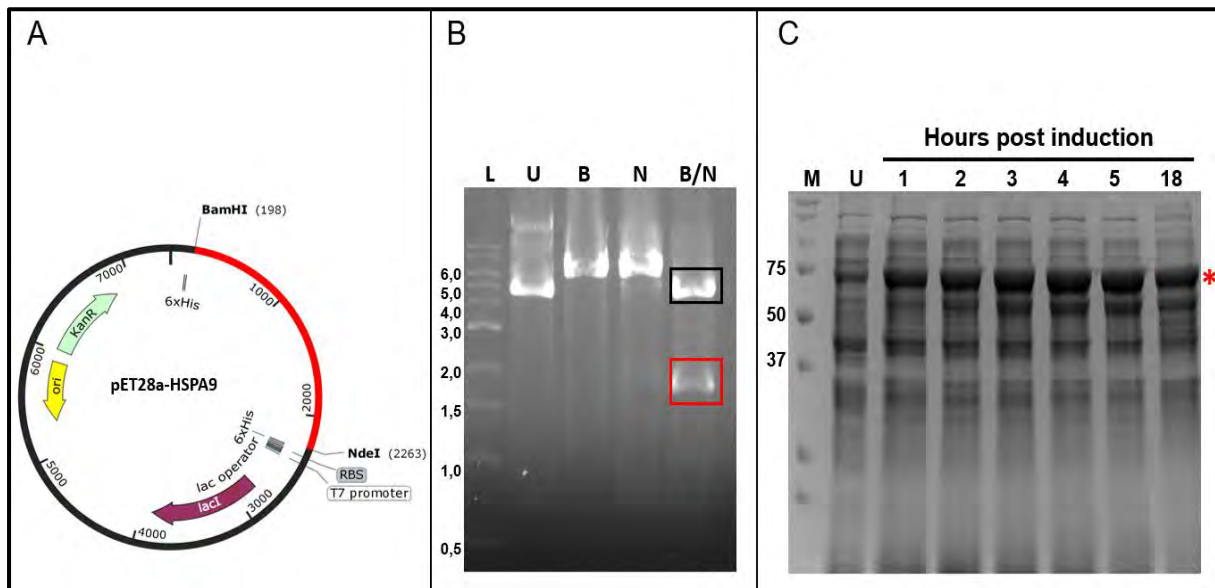 A
BamHI (198)
7000
1000
6xHis
KanR
6000
ori
pET28a-HSPA9
2000
6xHis
NdeI (2263)
lac operator
RBS
T7 promoter
lacI
5000
4000
3000
B
L U B N B/N
6,0
5,0
4,0
3,0
2,0
1,5
1,0
0,5
C
Hours post induction
M U 1 2 3 4 5 18
75 *
50
37